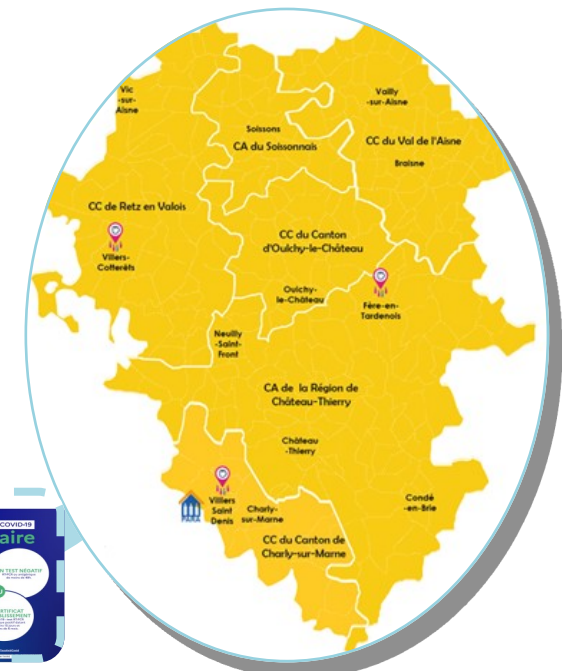 Vic
-sur-
Aisne
Vailly
-sur-Aisne
Soissons
CA du Soissonnais
CC du Val de l'Aisne
Braisne
CC de Retz en Valois
Villers-
Cotterêts
CC du Canton
d'Oulchy-le-Château
Oulchy-
le-Château
Fère-en-
Tardenois
Neuilly
-Saint-
Front
CA de la Région de
Château-Thierry
Château
-Thierry
Condé
-en-Brie
Villiers
Saint
Denis
Charly-
sur-Marne
CC du Canton de
Charly-sur-Marne
COVID-19
aire
N TEST NÉGATIF